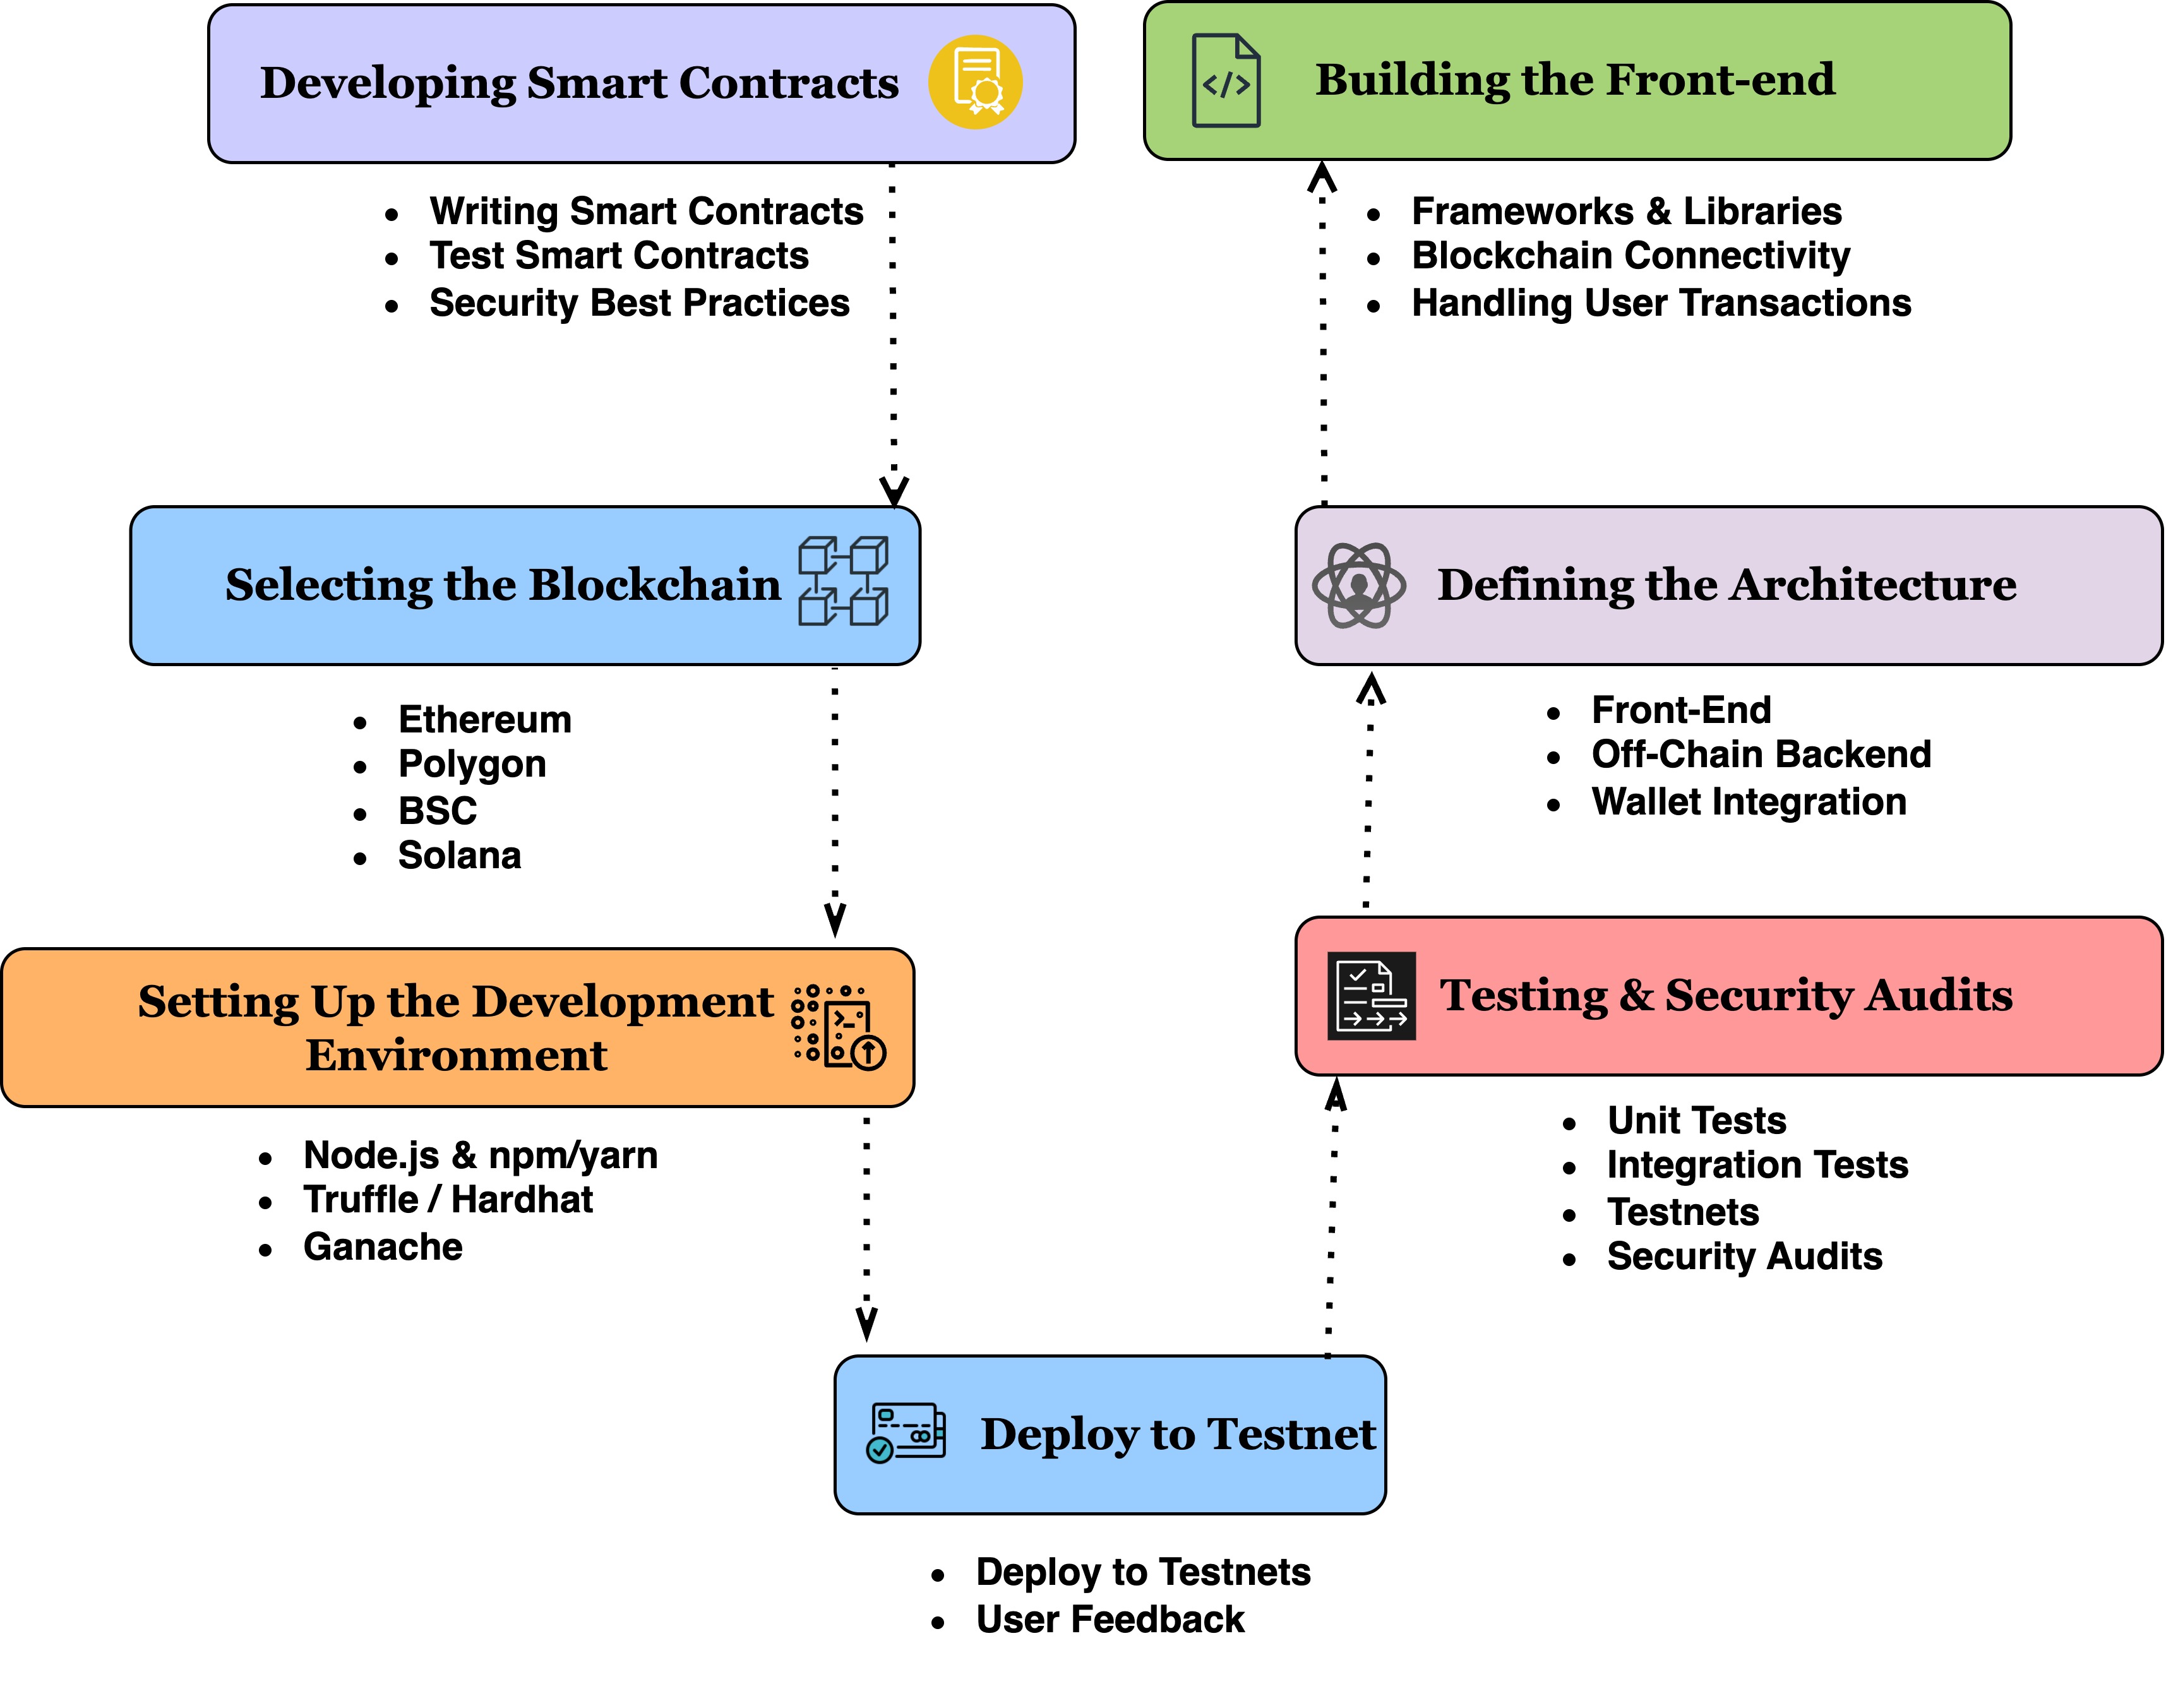 Developing Smart Contracts
• Writing Smart Contracts
• Test Smart Contracts
• Security Best Practices
Selecting the Blockchain
• Ethereum
• Polygon
• BSC
• Solana
Setting Up the Development
Environment
• Node.js & npm/yarn
• Truffle / Hardhat
• Ganache
Deploy to Testnet
• Deploy to Testnets
• User Feedback
Testing & Security Audits
• Unit Tests
• Integration Tests
• Testnets
• Security Audits
Defining the Architecture
• Front-End
• Off-Chain Backend
• Wallet Integration
Building the Front-end
• Frameworks & Libraries
• Blockchain Connectivity
• Handling User Transactions